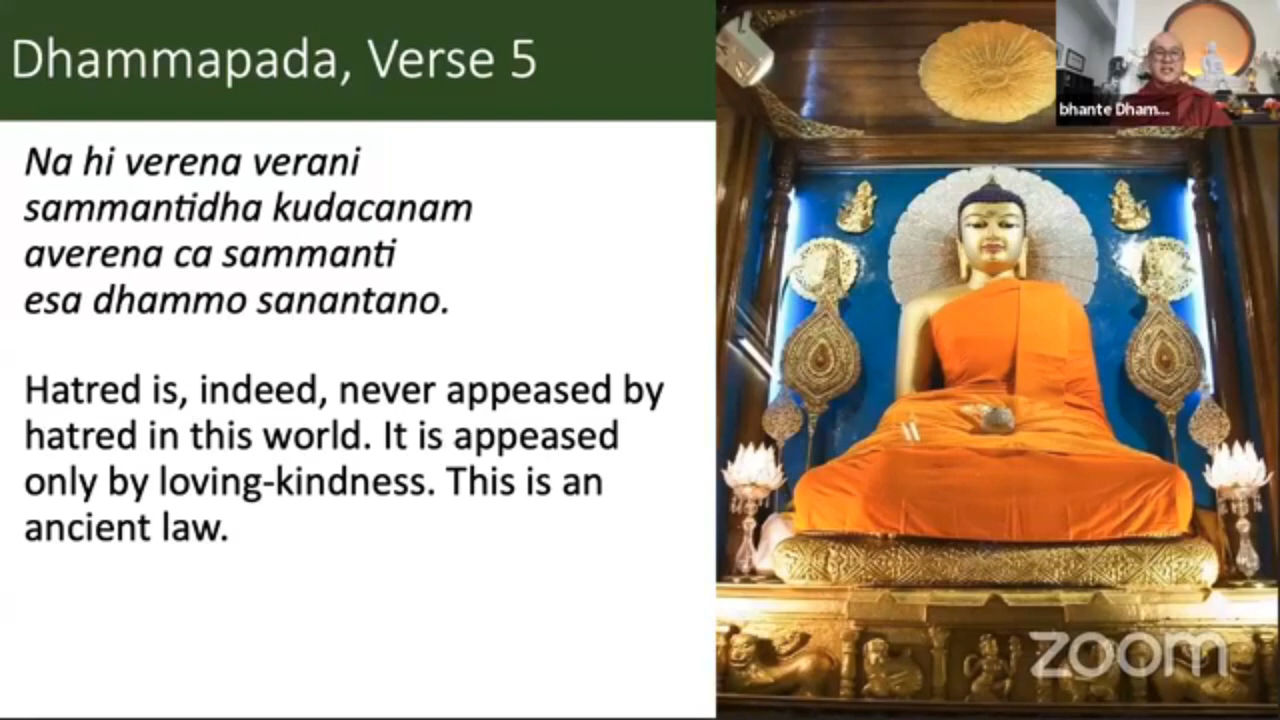 Dhammapada, Verse 5
bhante Dham...
Na hi verena verani
sammantidha kudacanam
averena ca sammanti
esa dhammo sanantano.
Hatred is, indeed, never appeased by
hatred in this world. It is appeased
only by loving-kindness. This is an
ancient law.
zoom